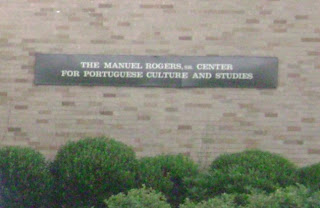 THE MANUEL ROGERS, SR. CENTER
FOR PORTUGUESE CULTURE AND STUDIES